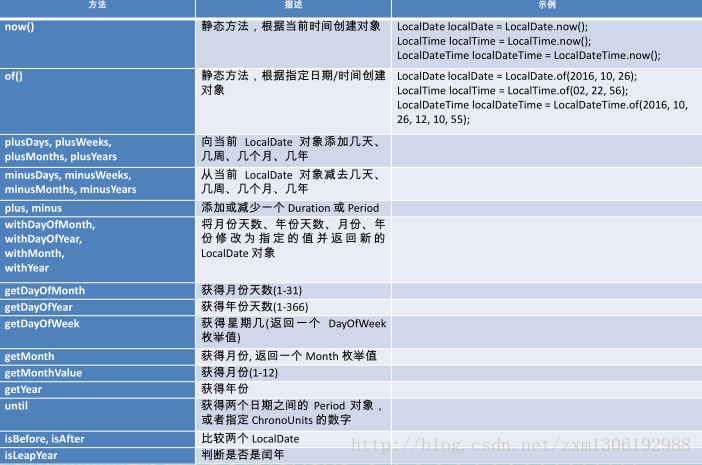 方法 描述 示例
now() 静态方法，根据当前时间创建对象 LocalDate localDate = LocalDate.now();
LocalTime localTime = LocalTime.now();
LocalDateTime localDateTime = LocalDateTime.now();
of() 静态方法，根据指定日期/时间创建 LocalDate localDate = LocalDate.of(2016, 10, 26);
对象 LocalTime localTime = LocalTime.of(02, 22, 56);
LocalDateTime localDateTime = LocalDateTime.of(2016, 10,
26, 12, 10, 55);
plusDays, plusWeeks, 向当前 LocalDate 对象添加几天、
plusMonths, plusYears 几周、几个月、几年
minusDays, minusWeeks, 从当前 LocalDate 对象减去几天、
minusMonths, minusYears 几周、几个月、几年
plus, minus 添加或减少一个 Duration 或 Period
withDayOfMonth, 将月份天数、年份天数、月份、年
withDayOfYear, 份修改为指定的值并返回新的
withMonth, LocalDate 对象
withYear
getDayOfMonth 获得月份天数(1-31)
getDayOfYear 获得年份天数(1-366)
getDayOfWeek 获得星期几(返回一个 DayOfWeek
枚举值)
getMonth 获得月份, 返回一个 Month 枚举值
getMonthValue 获得月份(1-12)
getYear 获得年份
until 获得两个日期之间的 Period 对象，
或者指定 ChronoUnits 的数字
isBefore, isAfter 比较两个 LocalDate
http://blog.csdn.net/zxm1306192988
isLeapYear 判断是否是闰年